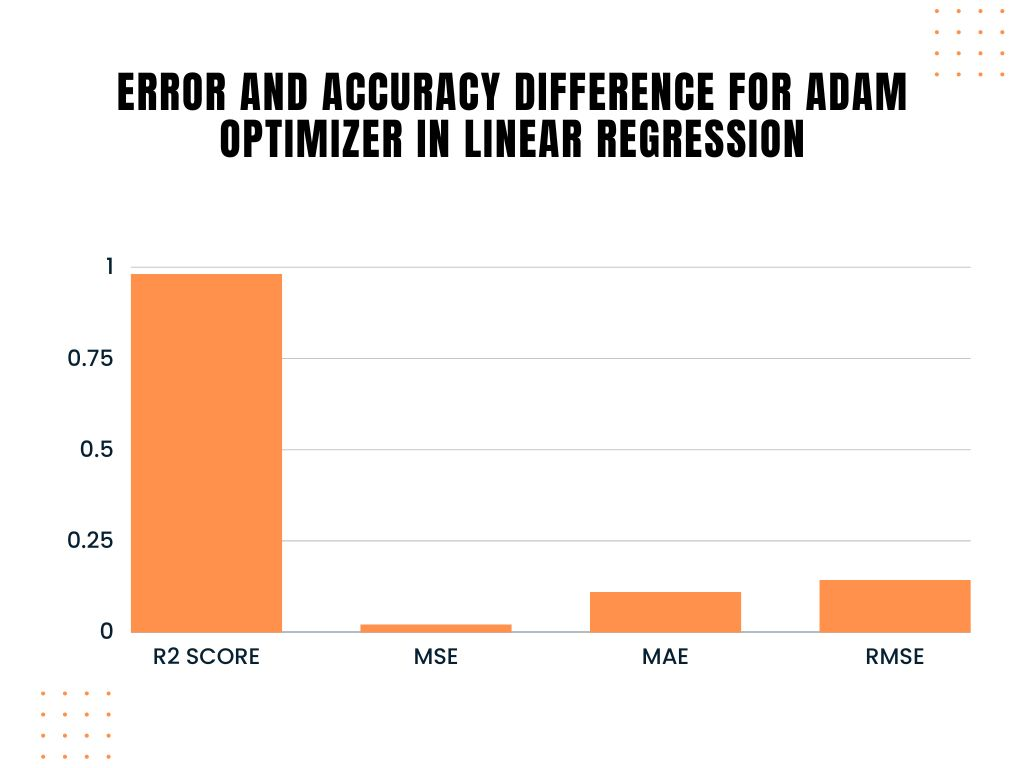 ERROR AND ACCURACY DIFFERENCE FOR ADAM
OPTIMIZER IN LINEAR REGRESSION
1
0.75
0.5
0.25
0
R2 SCORE MSE MAE RMSE